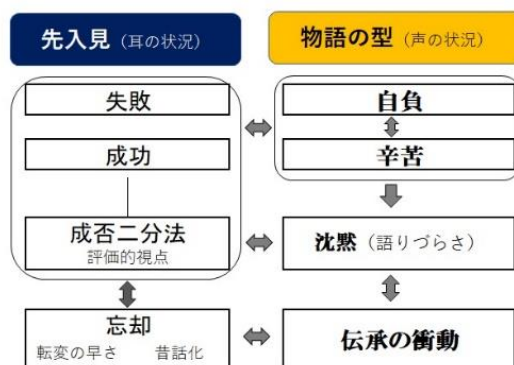 先入見（耳の状況）
物語の型（声の状況）
失敗
自負
成功
辛苦
成否二分法
評価的視点
沈黙（語りづらさ）
忘却
転変の早さ 昔話化
伝承の衝動